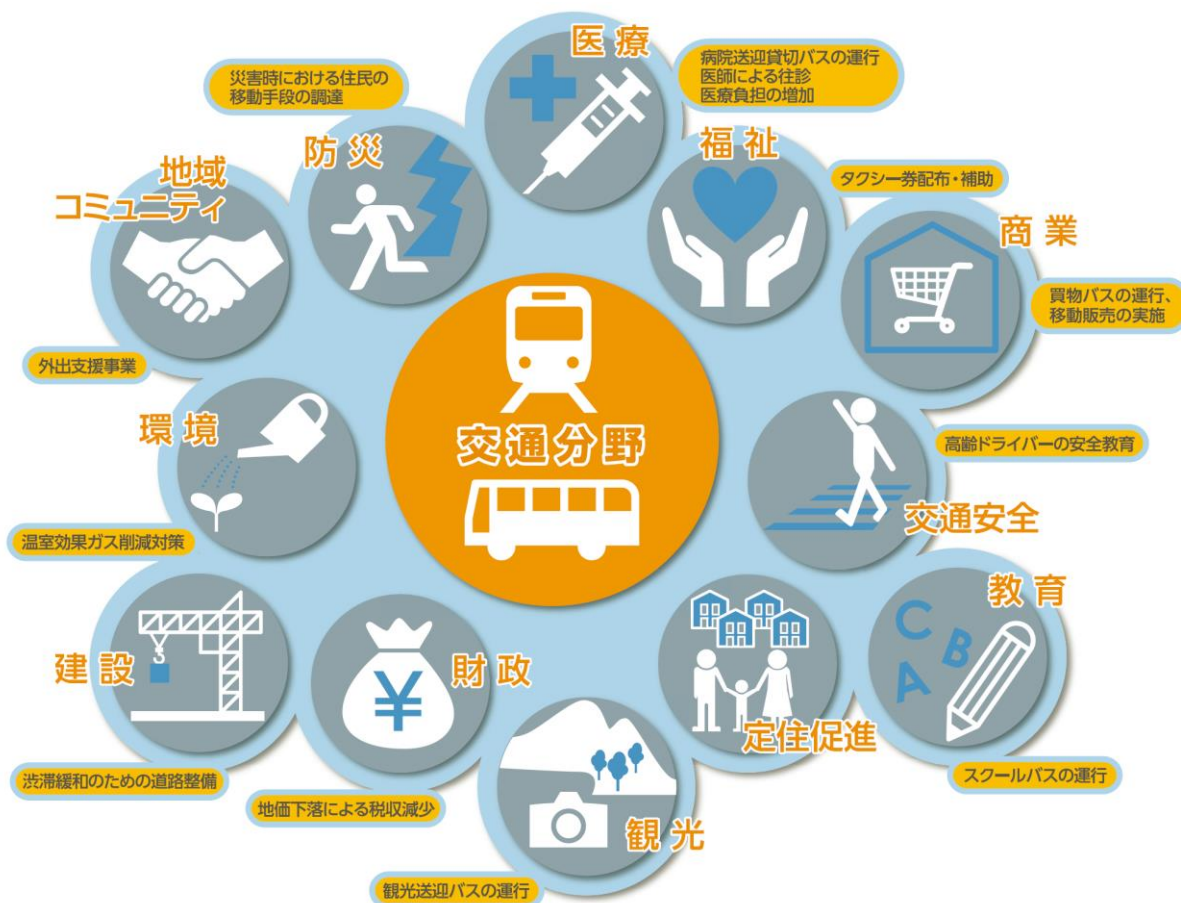 医療
病院送迎貸切バスの運行
医師による往診
医療負担の増加
災害時における住民の
移動手段の調達
防災
福祉
タクシー券配布・補助
地域
コミュニティ
商業
買物バスの運行、
移動販売の実施
外出支援事業
環境
交通分野
高齢ドライバーの安全教育
交通安全
温室効果ガス削減対策
教育
C
B
A
建設
¥
財政
定住促進
渋滞緩和のための道路整備
地価下落による税収減少
スクールバスの運行
観光
観光送迎バスの運行